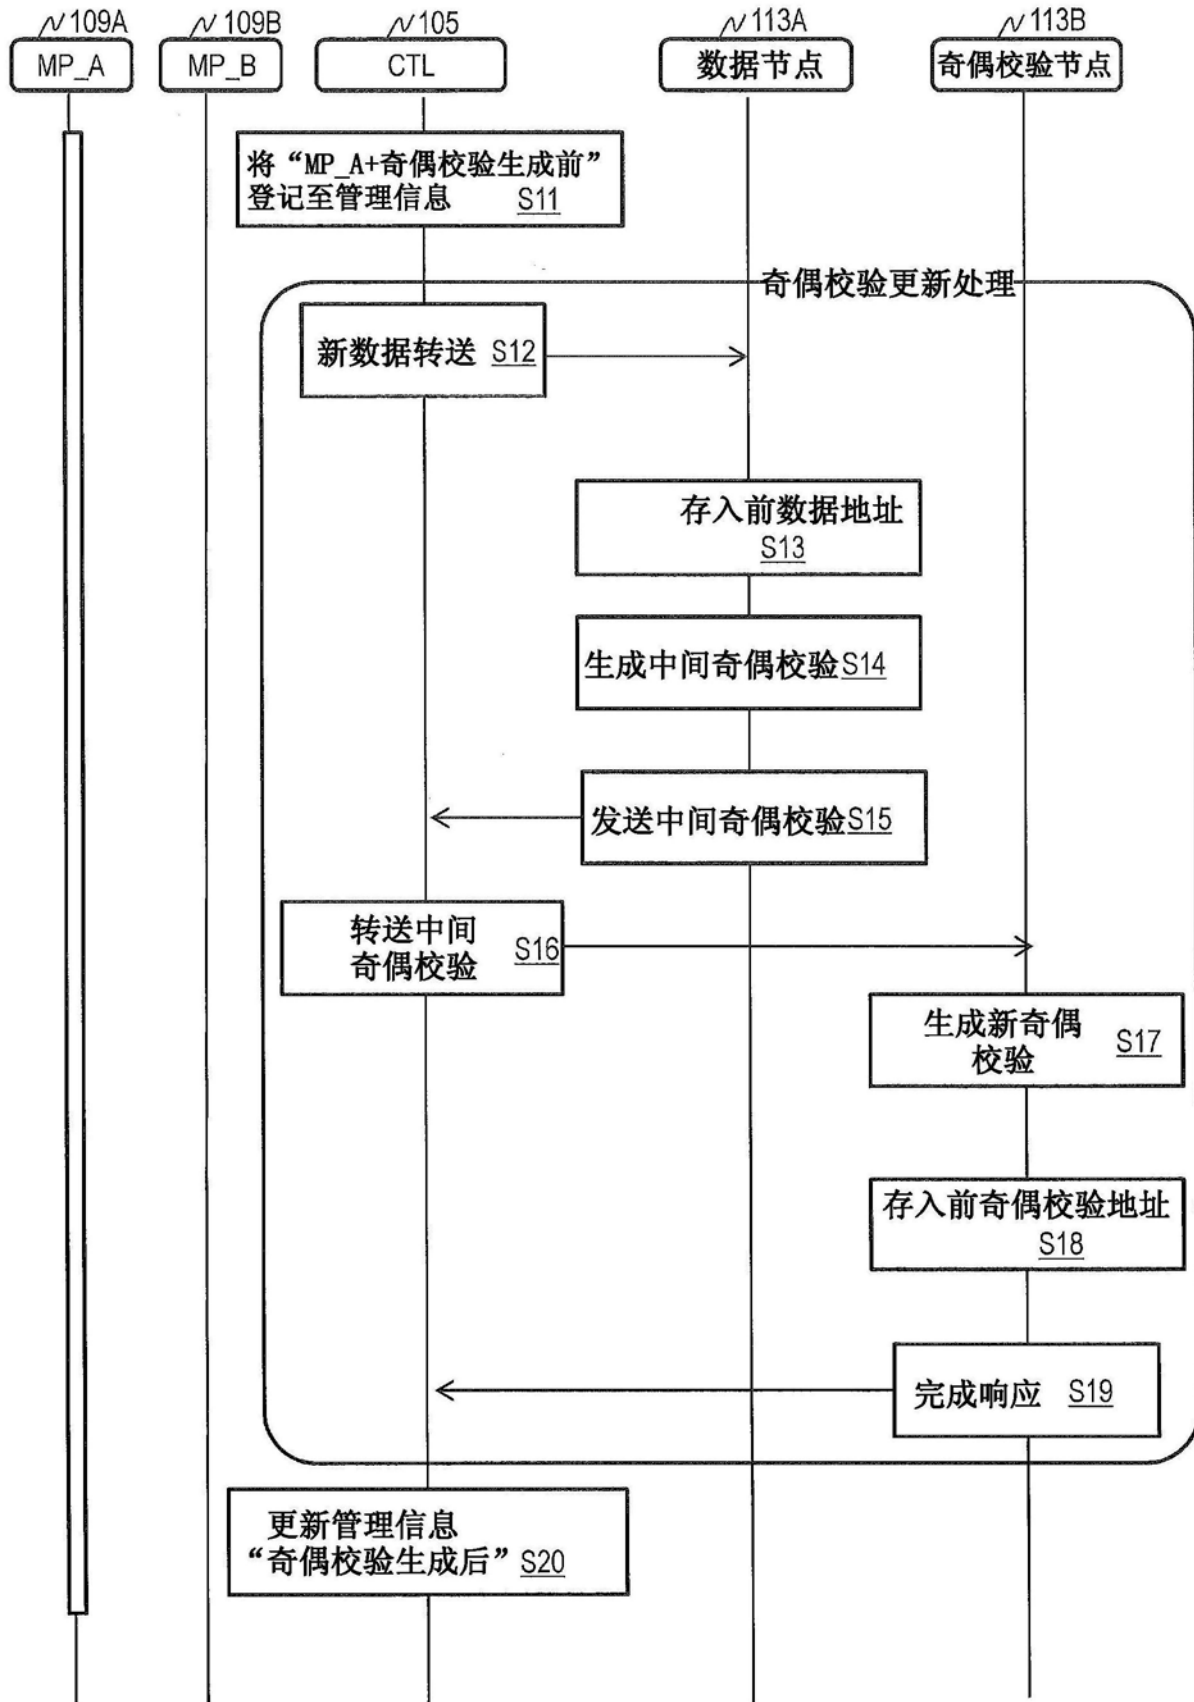 109A
109B
105
113A
113B
MP_A
MP_B
CTL
数据节点
奇偶校验节点
将“MP_A+奇偶校验生成前”
登记至管理信息 S11
奇偶校验更新处理
新数据转送 S12
存入前数据地址
S13
生成中间奇偶校验S14
发送中间奇偶校验S15
转送中间
奇偶校验 S16
生成新奇偶
校验 S17
存入前奇偶校验地址
S18
完成响应 S19
更新管理信息
“奇偶校验生成后” S20